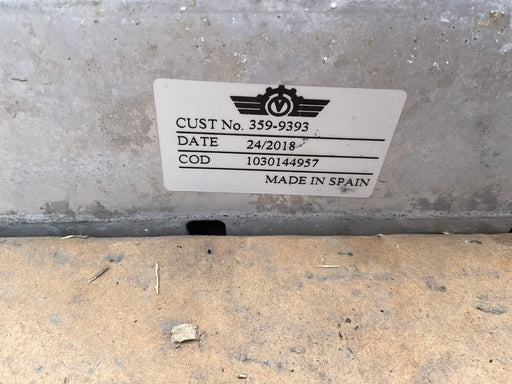 V
CUST No. 359-9393
DATE 24/2018
COD 1030144957
MADE IN SPAIN